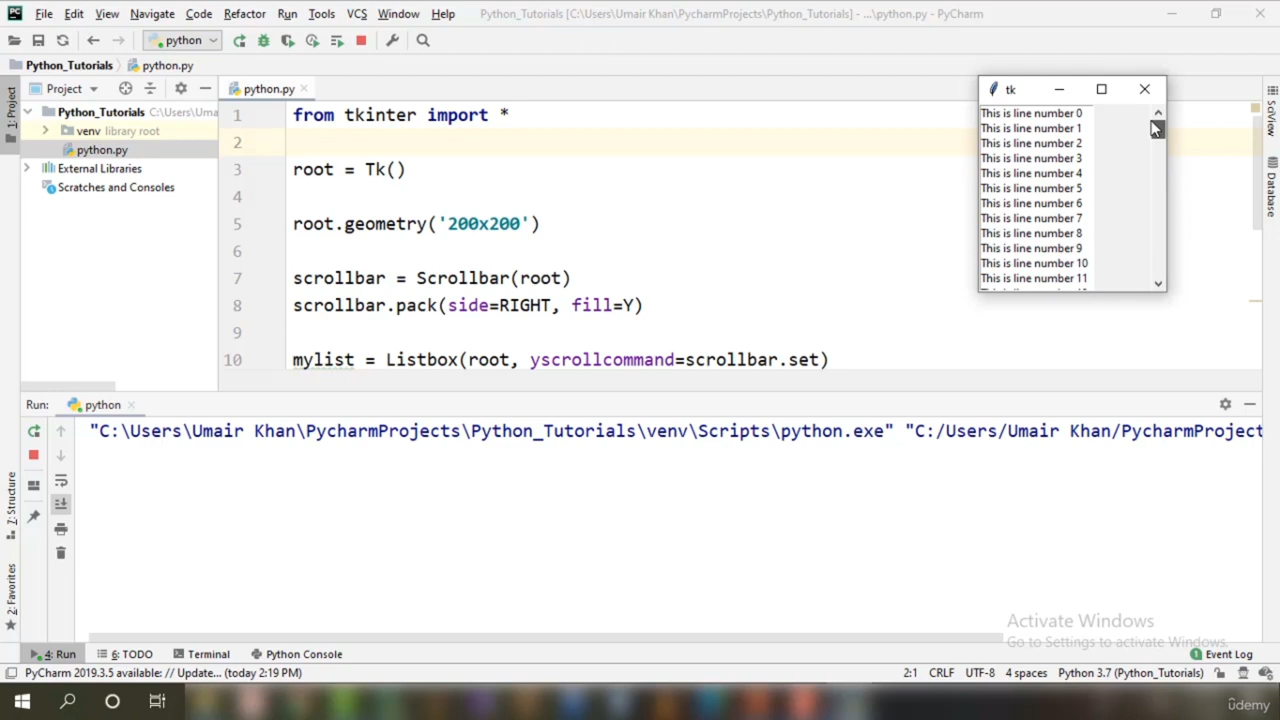 File Edit View Navigate Code Refactor Run Tools VCS Window Help Python_Tutorials [C:\Users\Umair Khan\PycharmProjects\Python_Tutorials] - ...\python.py - PyCharm
python
Python_Tutorials python.py
1: Project
Project
python.py
Python_Tutorials C:\Users\Uma
venv library root
python.py
External Libraries
Scratches and Consoles
1 from tkinter import *
2
3 root = Tk()
4
5 root.geometry('200x200')
6
7 scrollbar = Scrollbar(root)
8 scrollbar.pack(side=RIGHT, fill=Y)
9
10 mylist = Listbox(root, yscrollcommand=scrollbar.set)
tk
This is line number 0
This is line number 1
This is line number 2
This is line number 3
This is line number 4
This is line number 5
This is line number 6
This is line number 7
This is line number 8
This is line number 9
This is line number 10
This is line number 11
SciView
Database
Run: python
"C:\Users\Umair Khan\PycharmProjects\Python_Tutorials\venv\Scripts\python.exe" "C:/Users/Umair Khan/PycharmProject
Z: Structure
2: Favorites
Activate Windows
Go to Settings to activate Windows.
4: Run 6: TODO Terminal Python Console 1 Event Log
PyCharm 2019.3.5 available: // Update... (today 2:19 PM) 2:1 CRLF UTF-8 4 spaces Python 3.7 (Python_Tutorials)
ûdemy